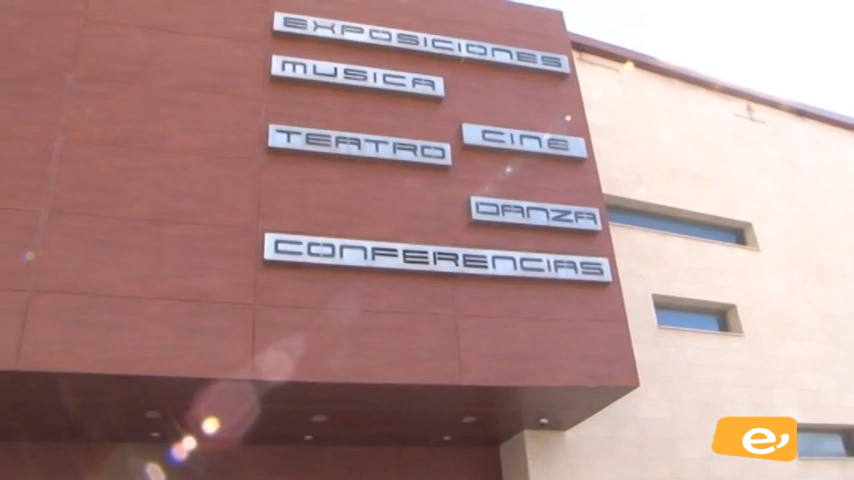 EXPOSICIONES
MUSICA
TEATRO CINE
DANZA
CONFERENCIAS
e